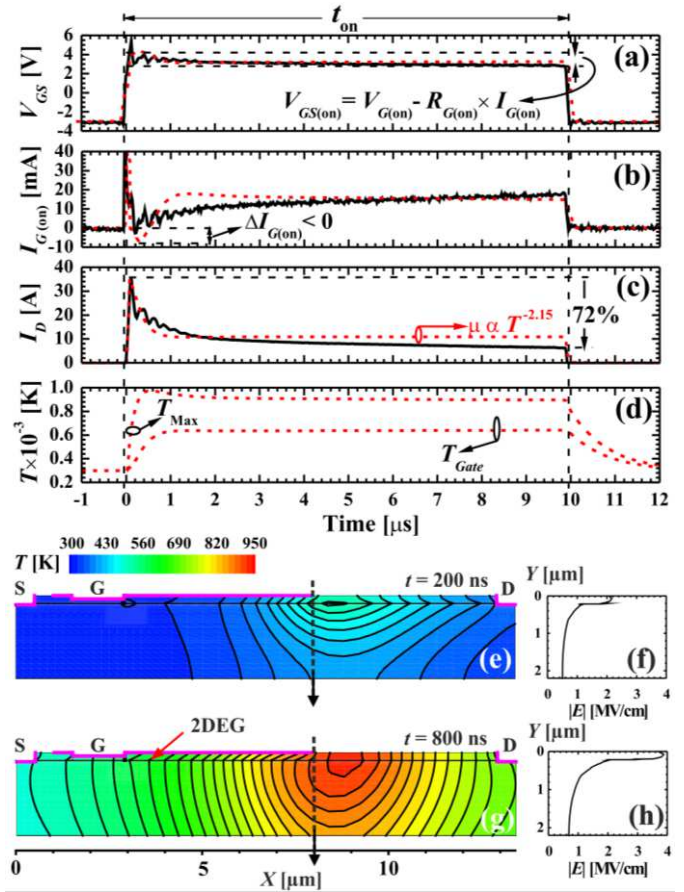 t_on
6
4
2
0
-2
-4
V_GS [V]
(a)
V_GS(on) = V_G(on) - R_G(on) × I_G(on)
40
30
20
10
0
-10
I_G(on) [mA]
(b)
ΔI_G(on) < 0
40
30
20
10
0
I_D [A]
(c)
72%
μ α T^-2.15
1.0
0.8
0.6
0.4
0.2
T×10^-3 [K]
(d)
T_Max
T_Gate
-1 0 1 2 3 4 5 6 7 8 9 10 11 12
Time [μs]
T [K] 300 430 560 690 820 950
S G t = 200 ns D
(e)
Y [μm]
0
1
2
(f)
0 1 2 3 4
|E| [MV/cm]
2DEG
S G t = 800 ns D
(g)
Y [μm]
0
1
2
(h)
0 1 2 3 4
|E| [MV/cm]
0 5 10
X [μm]